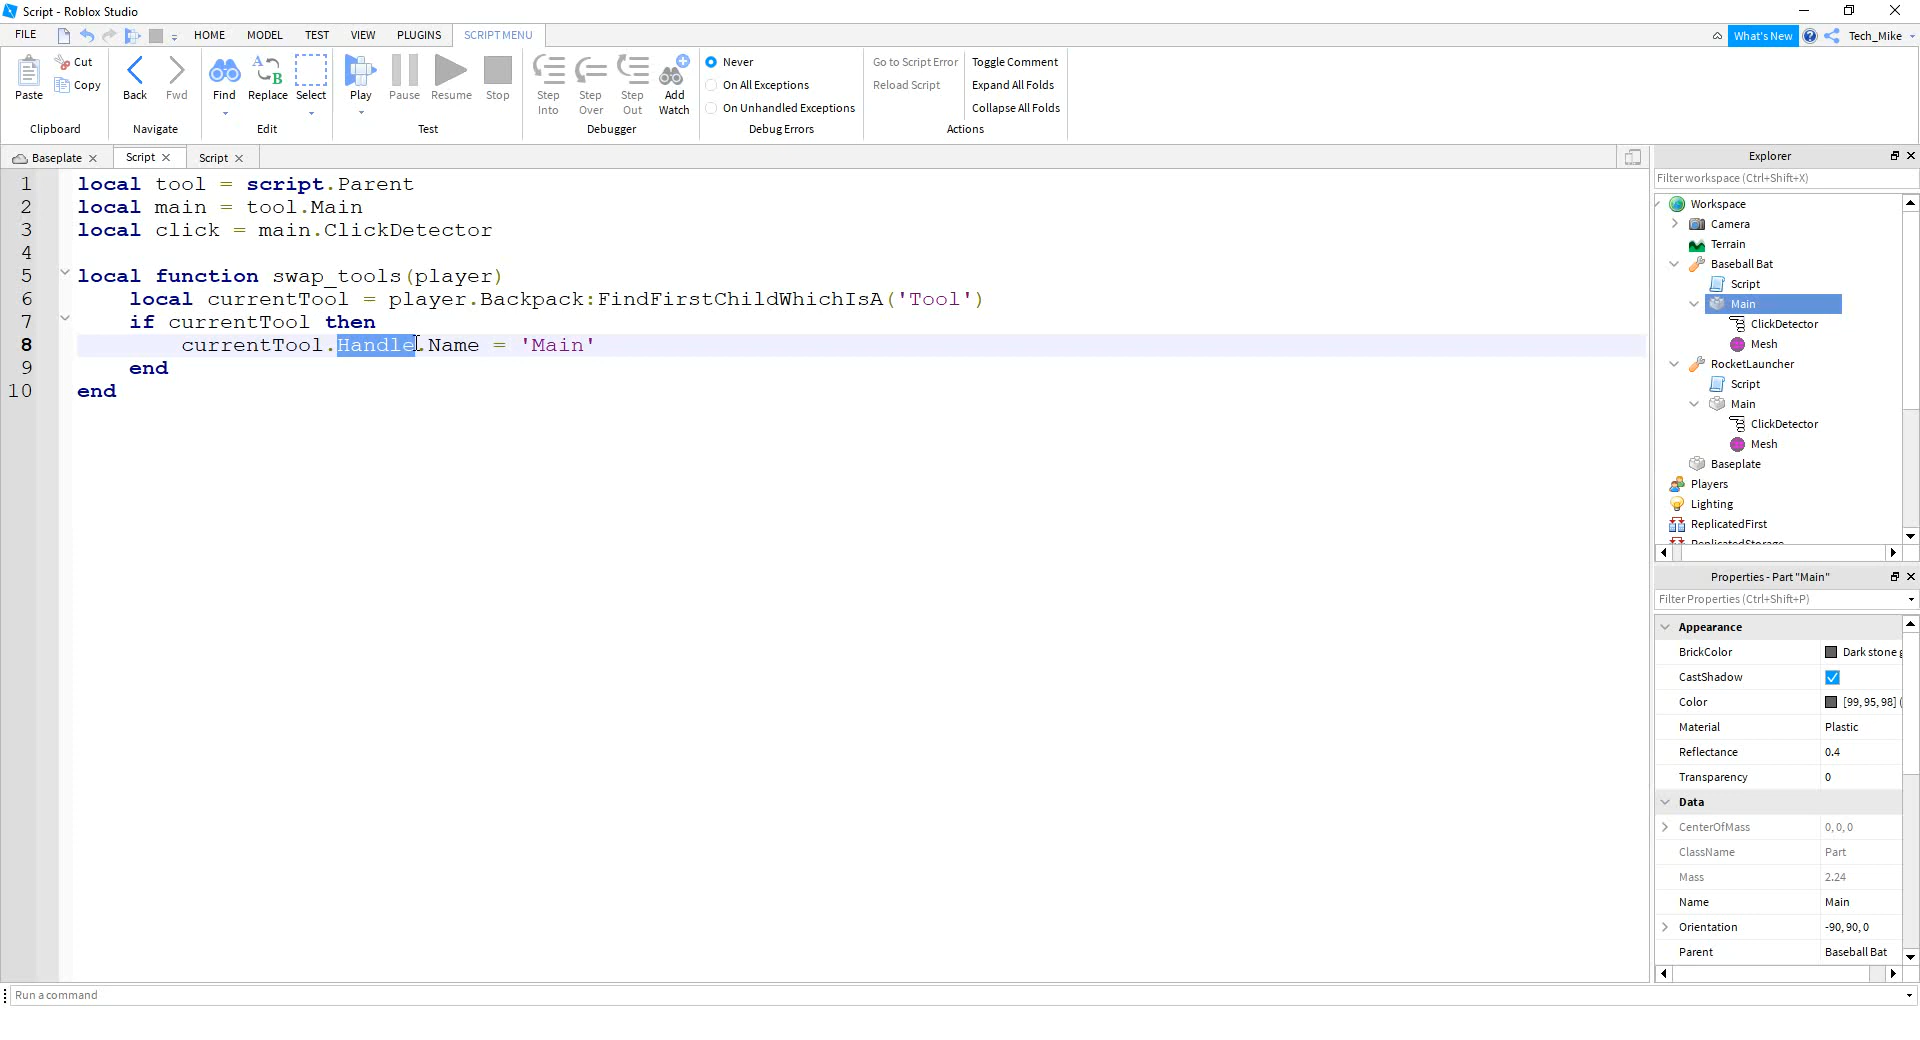 Script - Roblox Studio
FILE HOME MODEL TEST VIEW PLUGINS SCRIPT MENU What's New Tech_Mike
Paste Cut Copy Clipboard
Back Fwd Navigate
Find Replace Select Edit
Play Pause Resume Stop Test
Step Into Step Over Step Out Add Watch Debugger
Never
On All Exceptions
On Unhandled Exceptions
Debug Errors
Go to Script Error Toggle Comment
Reload Script Expand All Folds
Collapse All Folds
Actions
Baseplate Script Script
1 local tool = script.Parent
2 local main = tool.Main
3 local click = main.ClickDetector
4
5 local function swap_tools(player)
6 local currentTool = player.Backpack:FindFirstChildWhichIsA('Tool')
7 if currentTool then
8 currentTool.Handle.Name = 'Main'
9 end
10 end
Explorer
Filter workspace (Ctrl+Shift+X)
Workspace
Camera
Terrain
Baseball Bat
Script
Main
ClickDetector
Mesh
RocketLauncher
Script
Main
ClickDetector
Mesh
Baseplate
Players
Lighting
ReplicatedFirst
ReplicatedStorage
Properties - Part "Main"
Filter Properties (Ctrl+Shift+P)
Appearance
BrickColor Dark stone g
CastShadow
Color [99, 95, 98] (
Material Plastic
Reflectance 0.4
Transparency 0
Data
CenterOfMass 0, 0, 0
ClassName Part
Mass 2.24
Name Main
Orientation -90, 90, 0
Parent Baseball Bat
Run a command